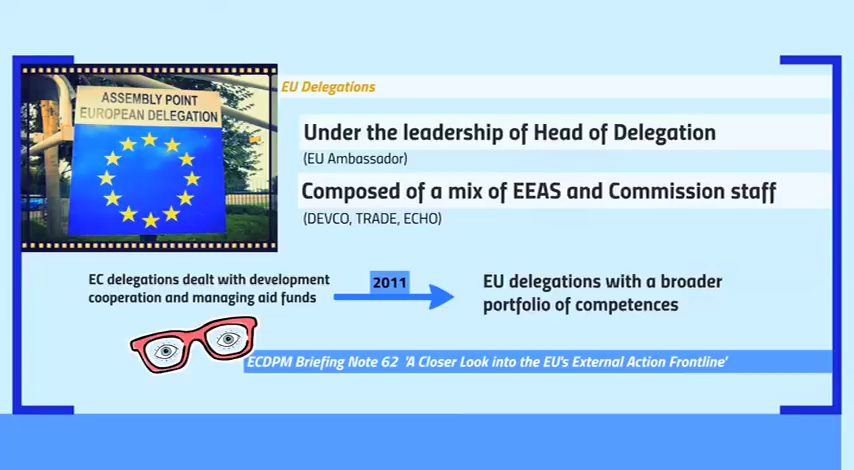 ASSEMBLY POINT
EUROPEAN DELEGATION
EU Delegations
Under the leadership of Head of Delegation
(EU Ambassador)
Composed of a mix of EEAS and Commission staff
(DEVCO, TRADE, ECHO)
EC delegations dealt with development
cooperation and managing aid funds
2011
EU delegations with a broader
portfolio of competences
ECDPM Briefing Note 62 'A Closer Look into the EU's External Action Frontline'